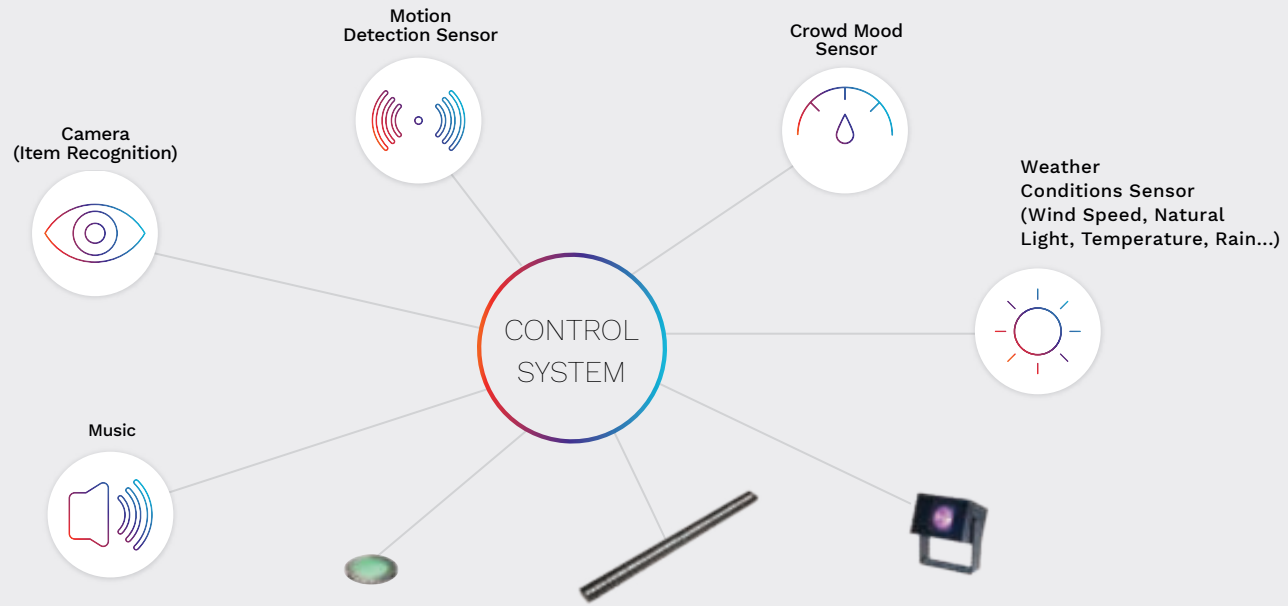 Motion
Detection Sensor
Crowd Mood
Sensor
Camera
(Item Recognition)
Weather
Conditions Sensor
(Wind Speed, Natural
Light, Temperature, Rain...)
CONTROL
SYSTEM
Music